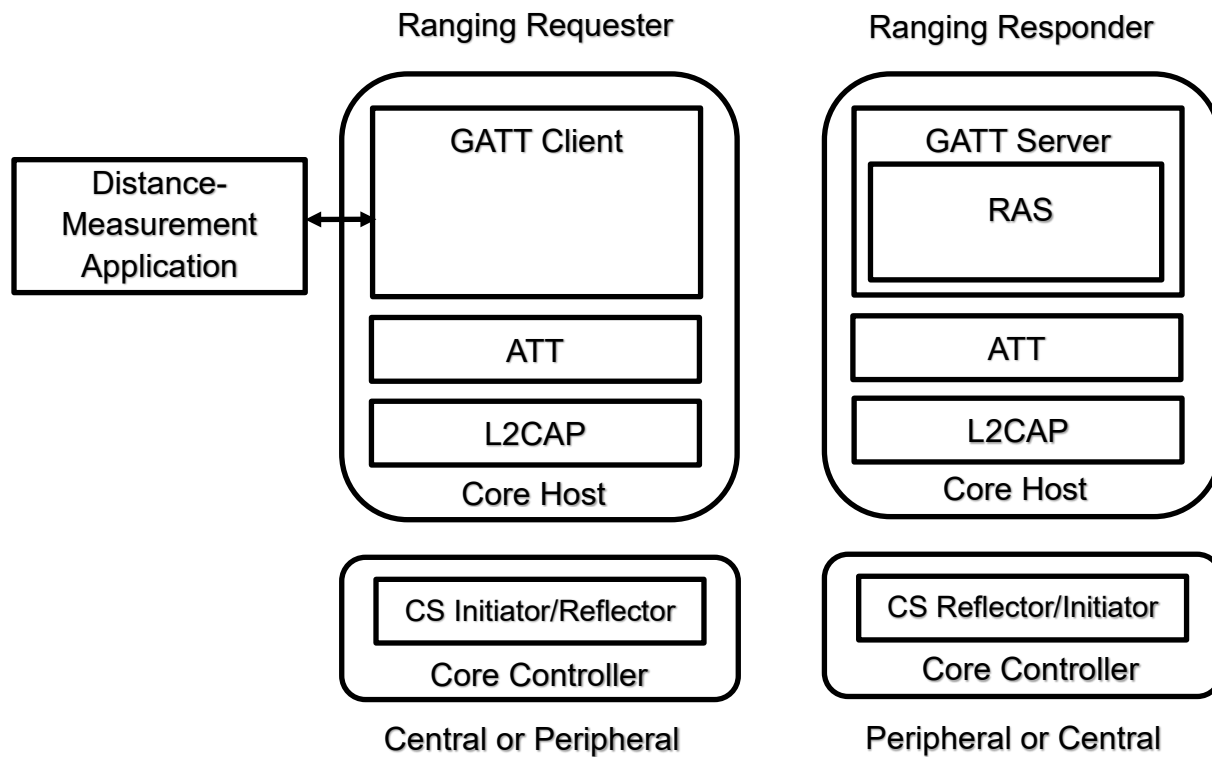 Ranging Requester
Ranging Responder
GATT Client
GATT Server
RAS
Distance-
Measurement
Application
ATT
ATT
L2CAP
L2CAP
Core Host
Core Host
CS Initiator/Reflector
CS Reflector/Initiator
Core Controller
Core Controller
Central or Peripheral
Peripheral or Central